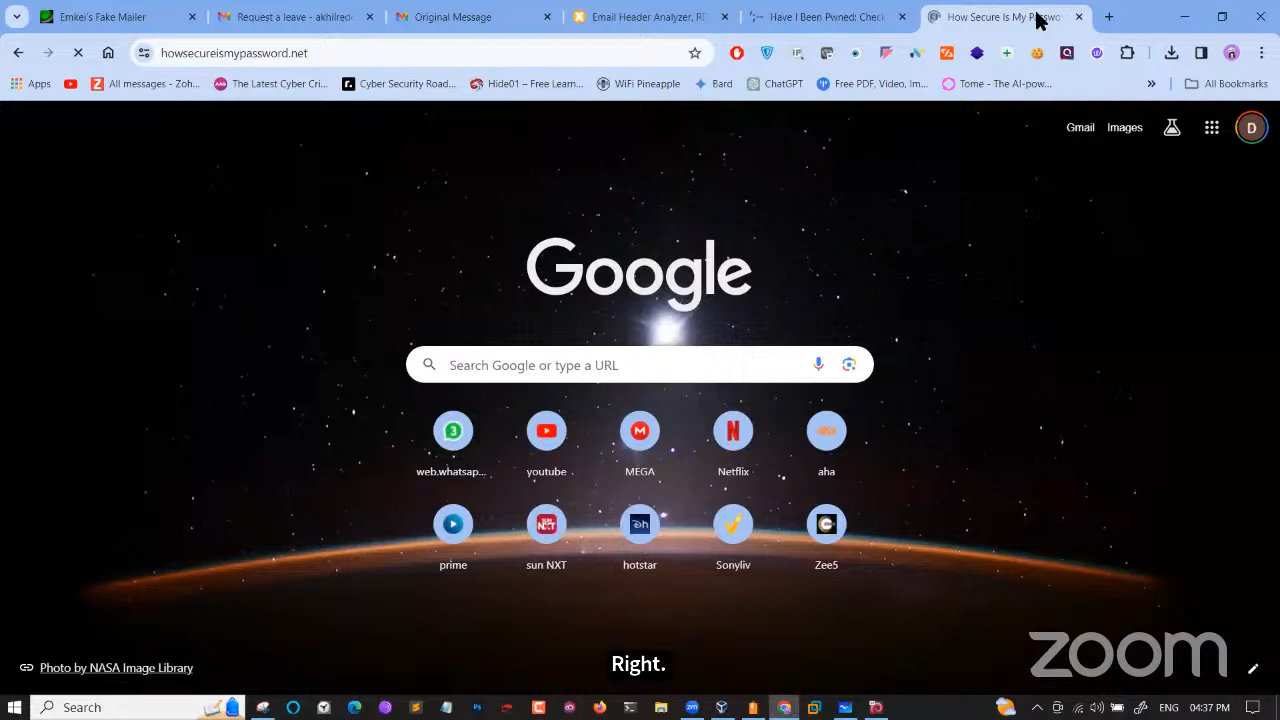 Emkei's Fake Mailer
Request a leave - akhilredc
Original Message
Email Header Analyzer, RF
Have I Been Pwned: Check
How Secure Is My Passwo
howsecureismypassword.net
Apps
All messages - Zoh...
The Latest Cyber Cri...
Cyber Security Road...
Hide01 – Free Learn...
WiFi Pineapple
Bard
ChatGPT
Free PDF, Video, Im...
Tome - The AI-pow...
»
All Bookmarks
Gmail
Images
D
Google
Search Google or type a URL
web.whatsap...
youtube
MEGA
Netflix
aha
prime
sun NXT
hotstar
Sonyliv
Zee5
Right.
Photo by NASA Image Library
zoom
Search
ENG
04:37 PM